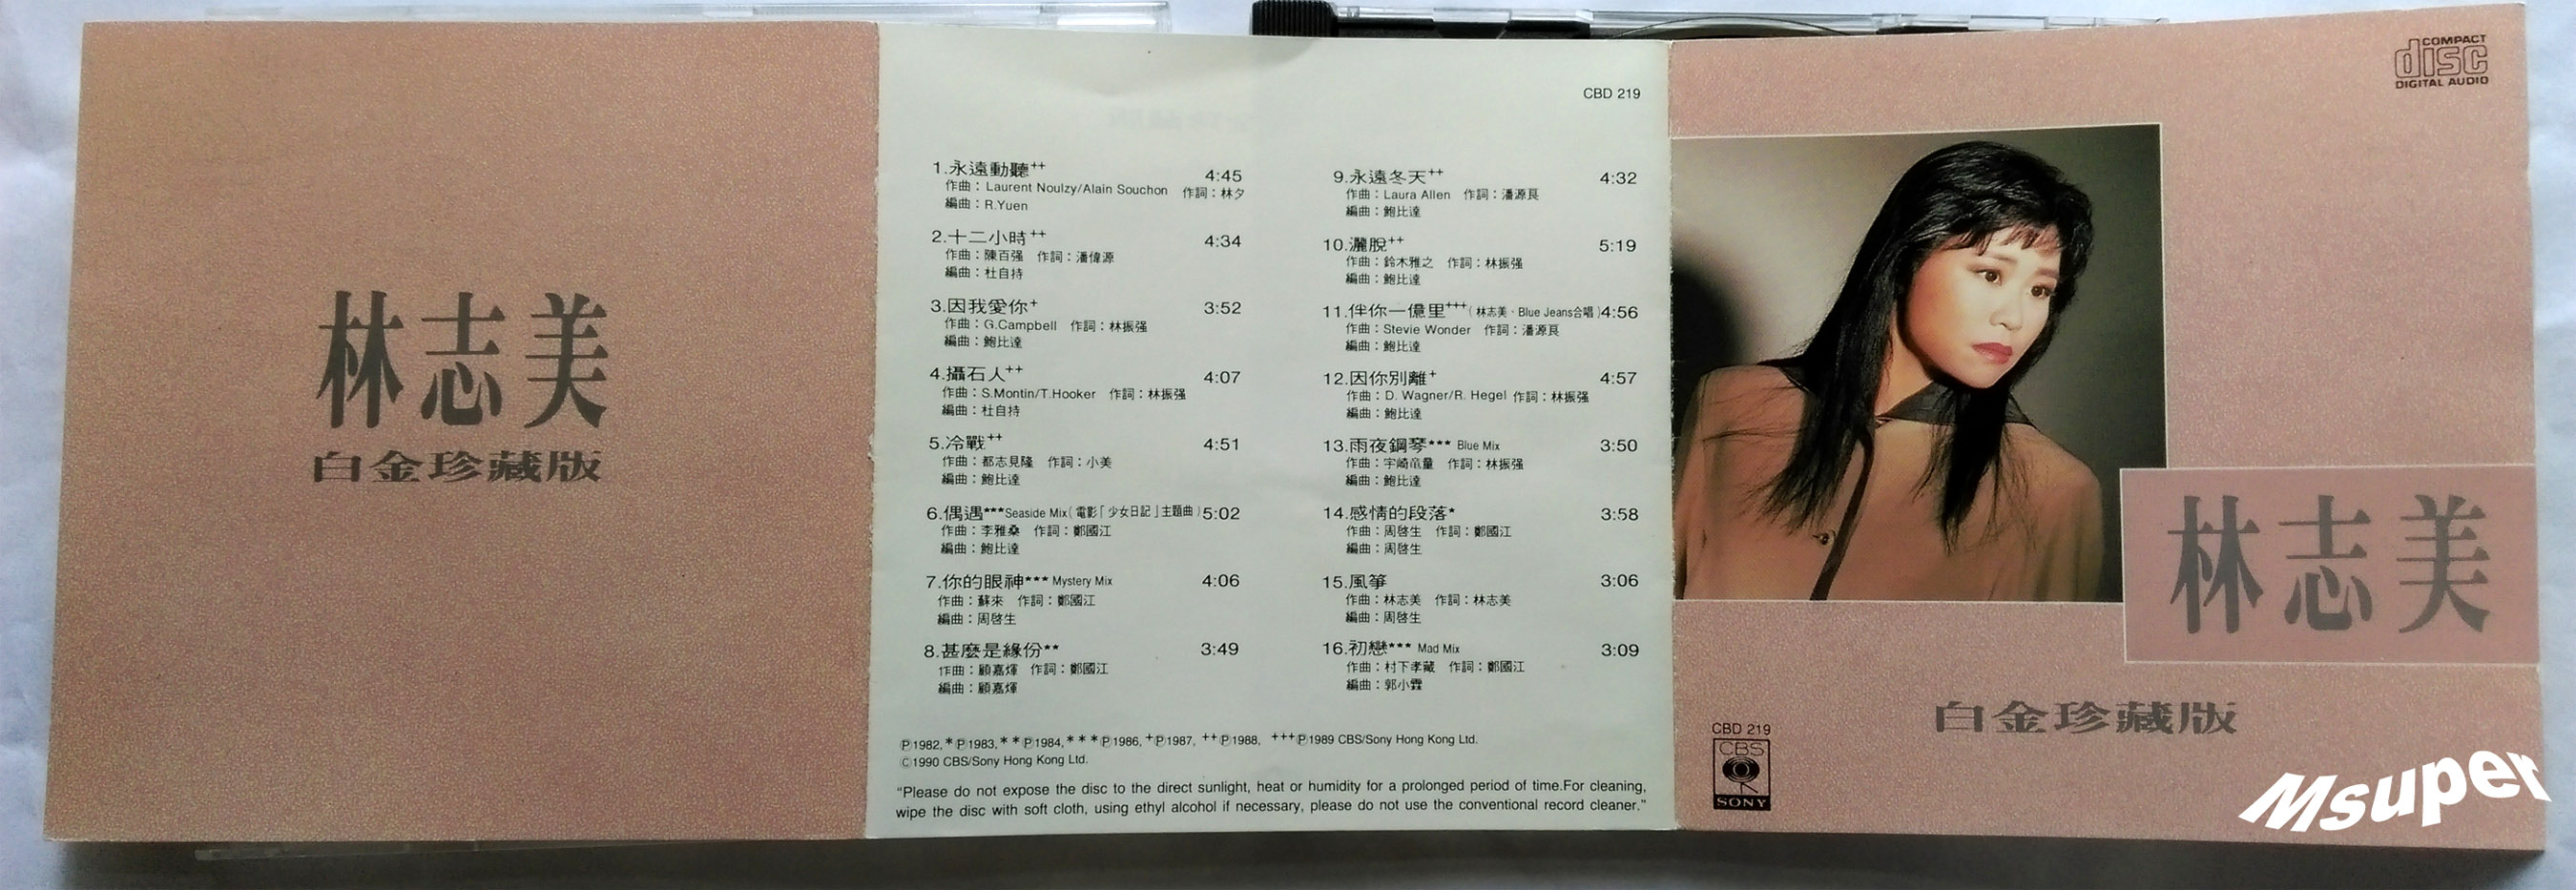 林志美
白金珍藏版
CBD 219
1.永遠動聽++ 4:45
作曲：Laurent Noulzy/Alain Souchon 作詞：林夕
編曲：R.Yuen
2.十二小時++ 4:34
作曲：陳百强 作詞：潘偉源
編曲：杜自持
3.因我愛你+ 3:52
作曲：G.Campbell 作詞：林振强
編曲：鮑比達
4.攝石人++ 4:07
作曲：S.Montin/T.Hooker 作詞：林振强
編曲：杜自持
5.冷戰++ 4:51
作曲：都志見隆 作詞：小美
編曲：鮑比達
6.偶遇***Seaside Mix(電影「少女日記」主題曲)5:02
作曲：李雅桑 作詞：鄭國江
編曲：鮑比達
7.你的眼神*** Mystery Mix 4:06
作曲：蘇來 作詞：鄭國江
編曲：周啓生
8.甚麽是緣份** 3:49
作曲：顧嘉煇 作詞：鄭國江
編曲：顧嘉煇
9.永遠冬天++ 4:32
作曲：Laura Allen 作詞：潘源良
編曲：鮑比達
10.灑脫++ 5:19
作曲：鈴木雅之 作詞：林振强
編曲：鮑比達
11.伴你一億里+++(林志美·Blue Jeans合唱)4:56
作曲：Stevie Wonder 作詞：潘源良
編曲：鮑比達
12.因你別離+ 4:57
作曲：D. Wagner/R. Hegel 作詞：林振强
編曲：鮑比達
13.雨夜鋼琴*** Blue Mix 3:50
作曲：宇崎竜童 作詞：林振强
編曲：鮑比達
14.感情的段落* 3:58
作曲：周啓生 作詞：鄭國江
編曲：周啓生
15.風箏 3:06
作曲：林志美 作詞：林志美
編曲：周啓生
16.初戀*** Mad Mix 3:09
作曲：村下孝藏 作詞：鄭國江
編曲：郭小霖
Ⓟ1982,*Ⓟ1983,**Ⓟ1984,***Ⓟ1986,+Ⓟ1987, ++Ⓟ1988, +++Ⓟ1989 CBS/Sony Hong Kong Ltd.
Ⓒ1990 CBS/Sony Hong Kong Ltd.
“Please do not expose the disc to the direct sunlight, heat or humidity for a prolonged period of time.For cleaning,
wipe the disc with soft cloth, using ethyl alcohol if necessary, please do not use the conventional record cleaner.”
COMPACT
disc
DIGITAL AUDIO
林志美
白金珍藏版
CBD 219
CBS
SONY
Msuper